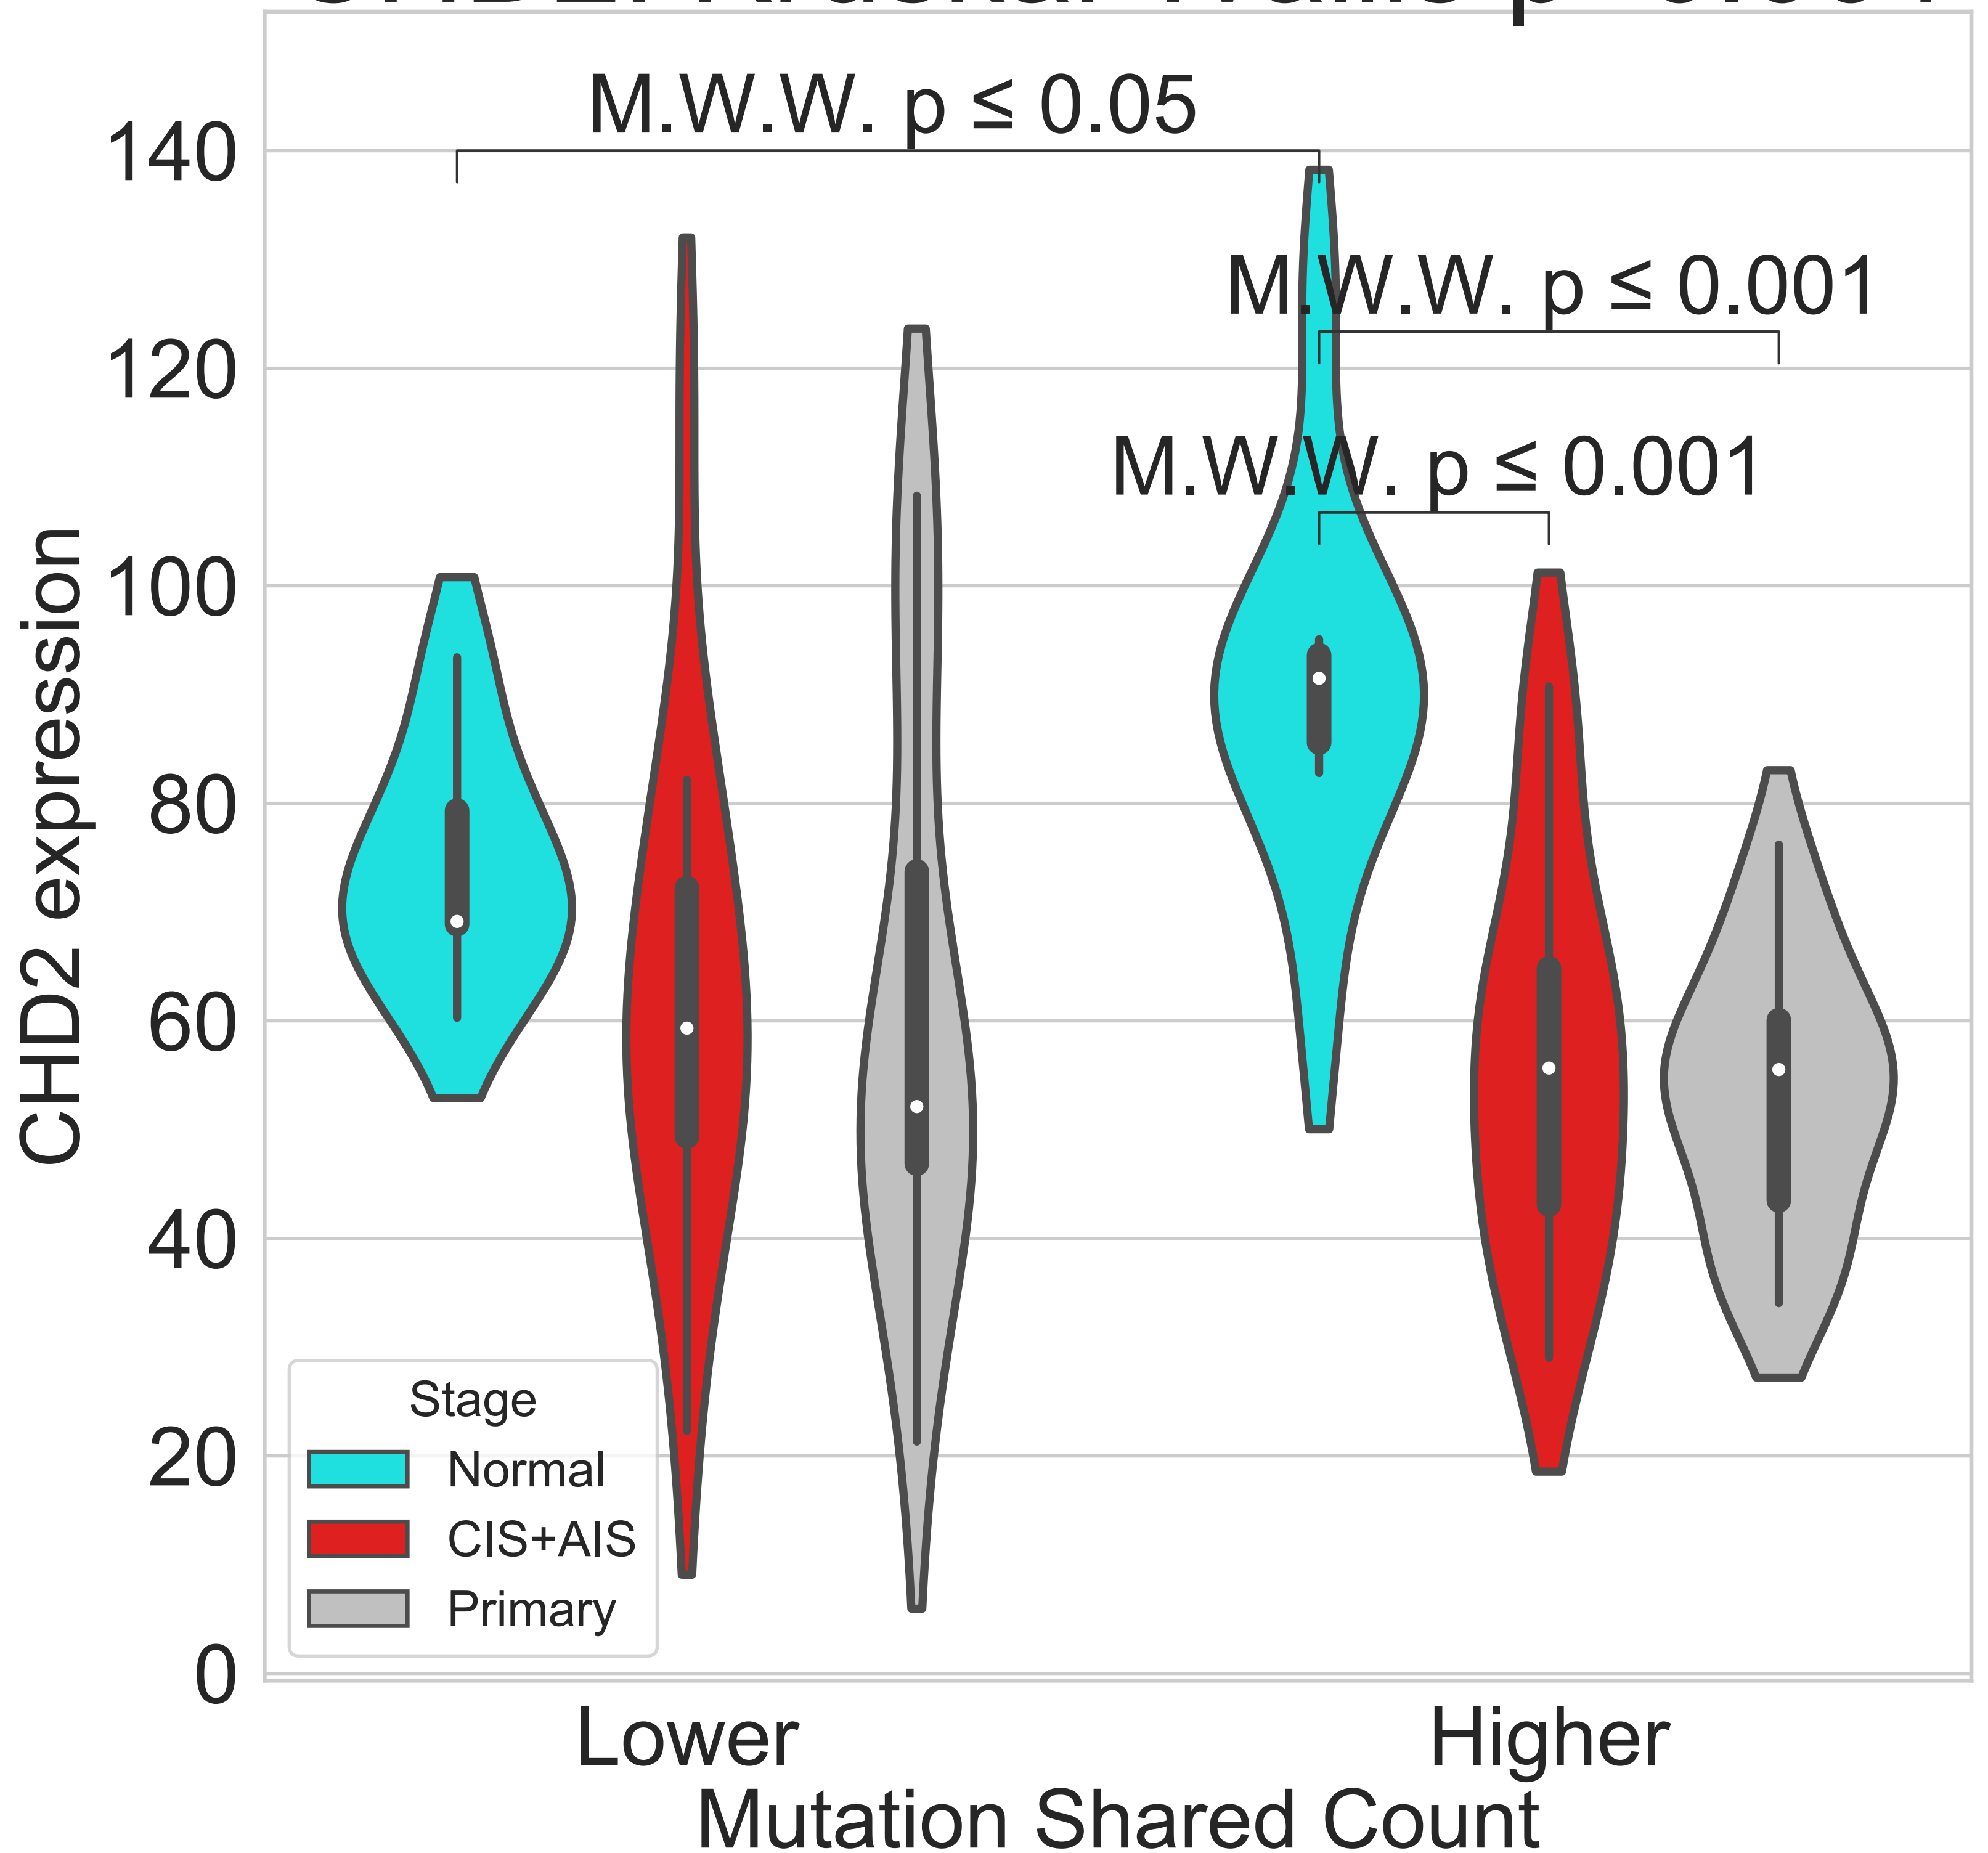 M.W.W. p ≤ 0.05
M.W.W. p ≤ 0.001
M.W.W. p ≤ 0.001
140
120
100
80
60
40
20
0
CHD2 expression
Stage
Normal
CIS+AIS
Primary
Lower
Higher
Mutation Shared Count